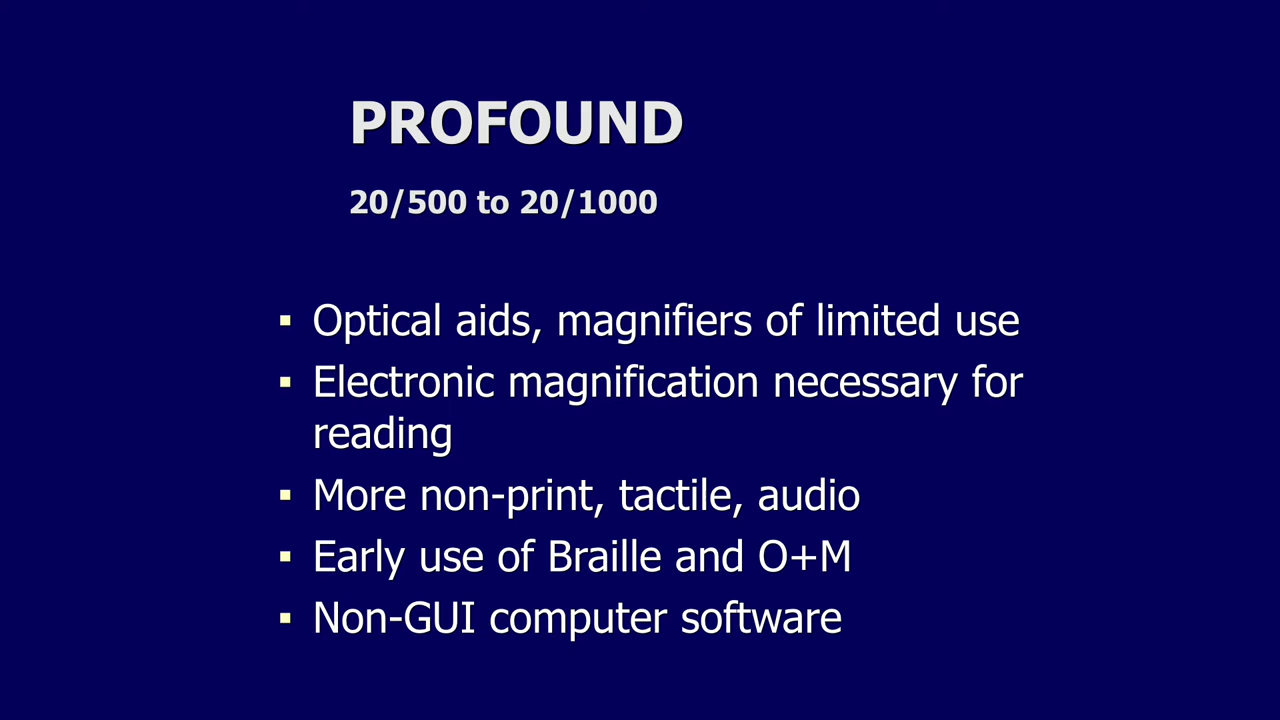 PROFOUND
20/500 to 20/1000
▪ Optical aids, magnifiers of limited use
▪ Electronic magnification necessary for
reading
▪ More non-print, tactile, audio
▪ Early use of Braille and O+M
▪ Non-GUI computer software